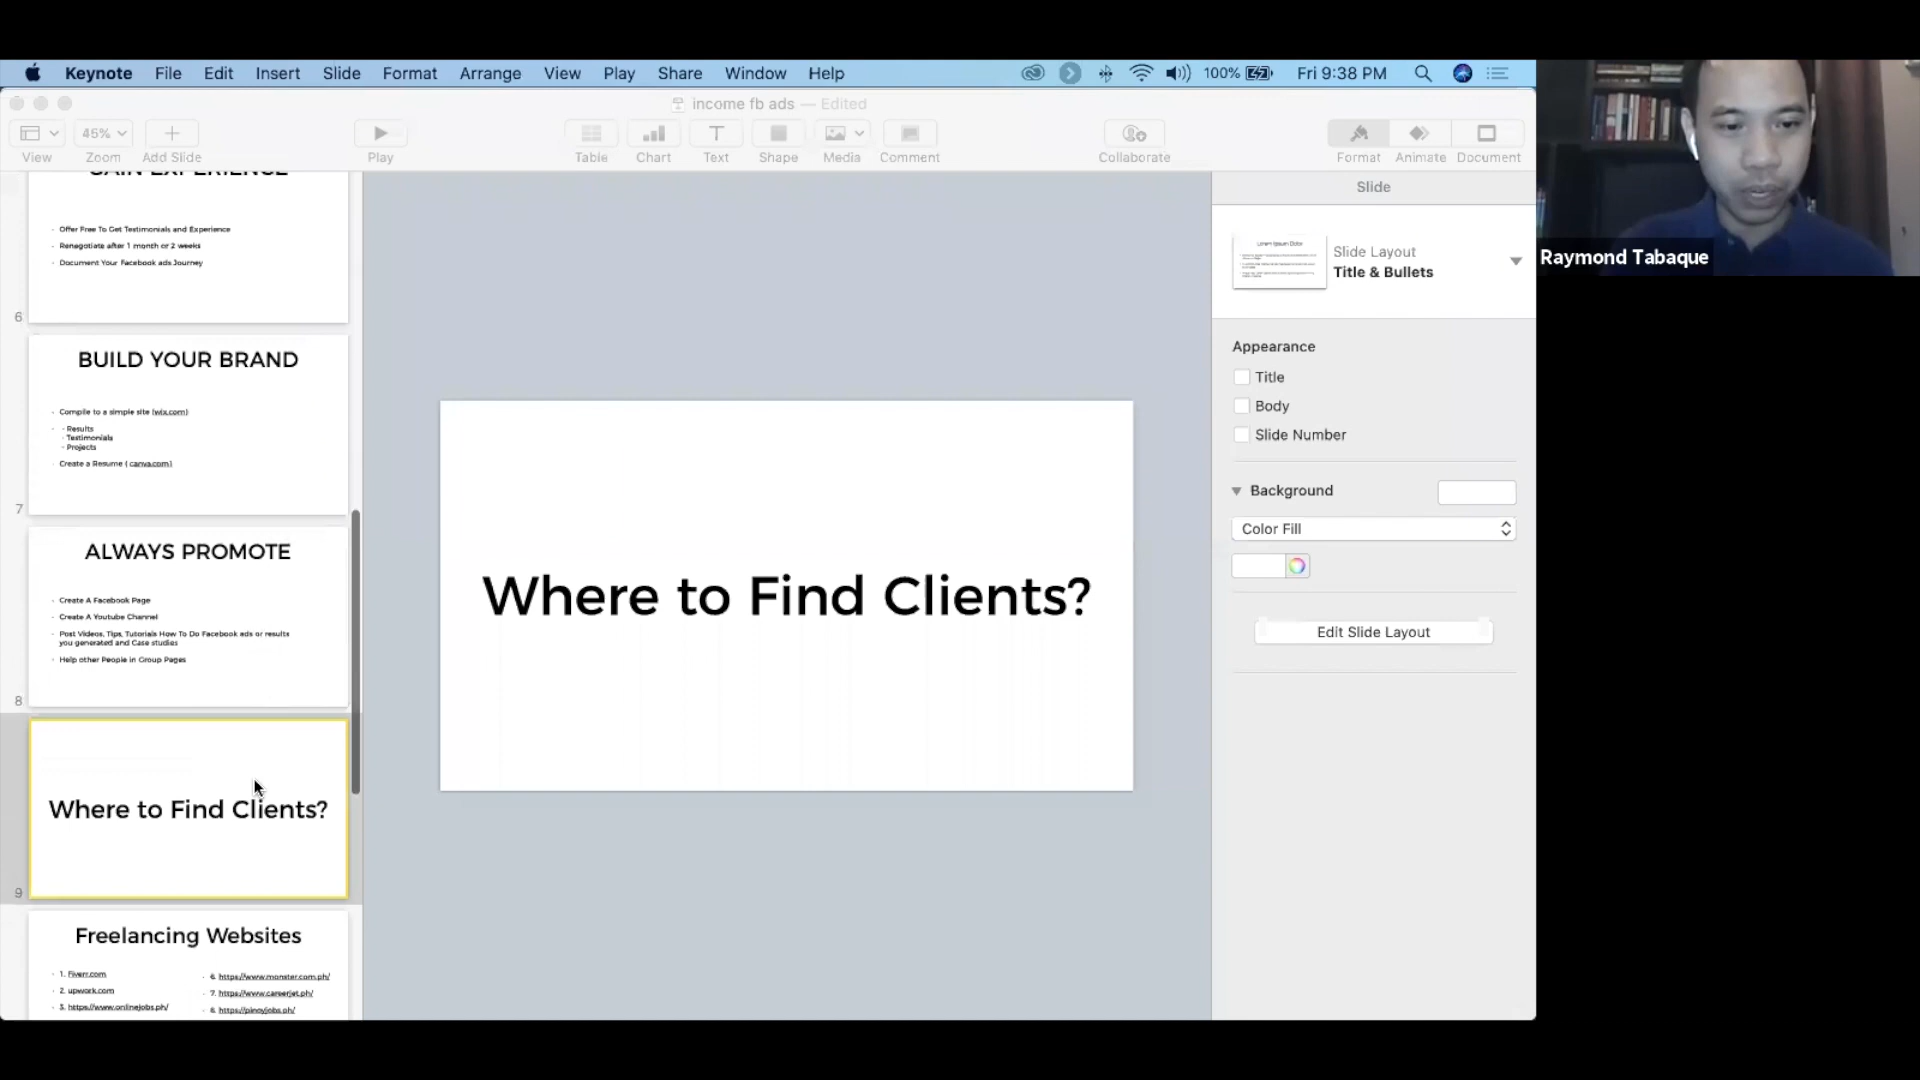 Keynote File Edit Insert Slide Format Arrange View Play Share Window Help 100% Fri 9:38 PM
income fb ads — Edited
45%
View Zoom Add Slide Play Table Chart Text Shape Media Comment Collaborate Format Animate Document
GAIN EXPERIENCE
- Offer Free To Get Testimonials and Experience
- Renegotiate after 1 month or 2 weeks
- Document Your Facebook ads Journey
6
BUILD YOUR BRAND
- Compile to a simple site (wix.com)
- - Results
- Testimonials
- Projects
Create a Resume ( canva.com)
7
ALWAYS PROMOTE
- Create A Facebook Page
- Create A Youtube Channel
- Post Videos, Tips, Tutorials How To Do Facebook ads or results
you generated and Case studies
- Help other People in Group Pages
8
Where to Find Clients?
9
Freelancing Websites
- 1. Fiverr.com
- 2. upwork.com
- 3. https://www.onlinejobs.ph/
- 6. https://www.monster.com.ph/
- 7. https://www.careerjet.ph/
- 8. https://pinoyjobs.ph/
Where to Find Clients?
Slide
Slide Layout
Title & Bullets
Appearance
Title
Body
Slide Number
Background
Color Fill
Edit Slide Layout
Raymond Tabaque